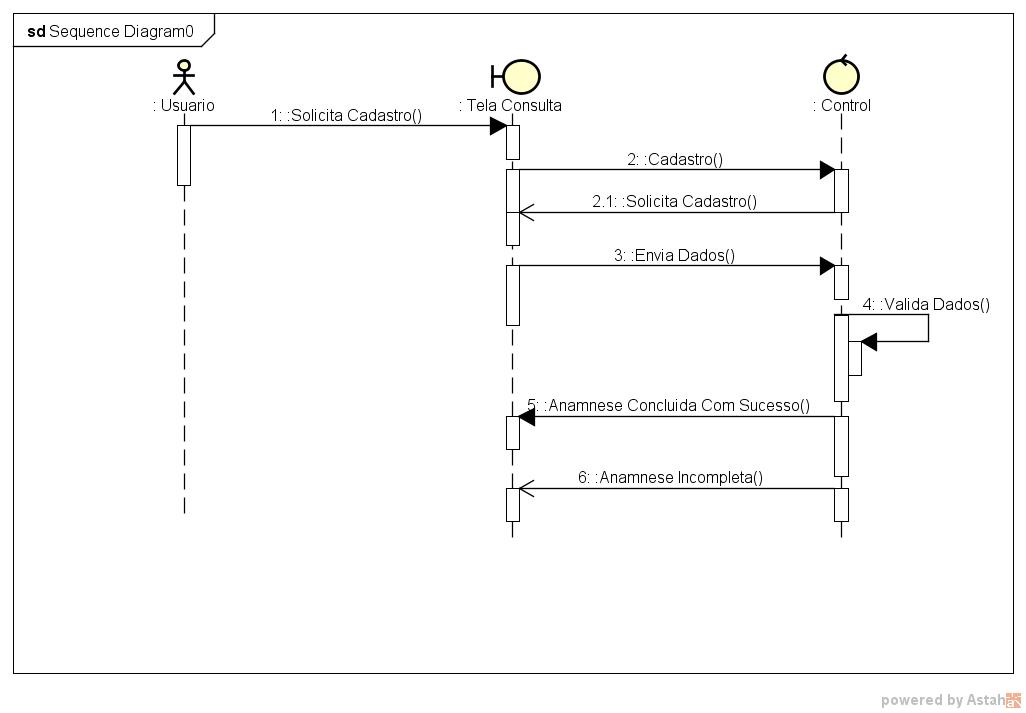 sd Sequence Diagram0
: Usuario
: Tela Consulta
: Control
1: :Solicita Cadastro()
2: :Cadastro()
2.1: :Solicita Cadastro()
3: :Envia Dados()
4: :Valida Dados()
5: :Anamnese Concluida Com Sucesso()
6: :Anamnese Incompleta()
powered by Astah